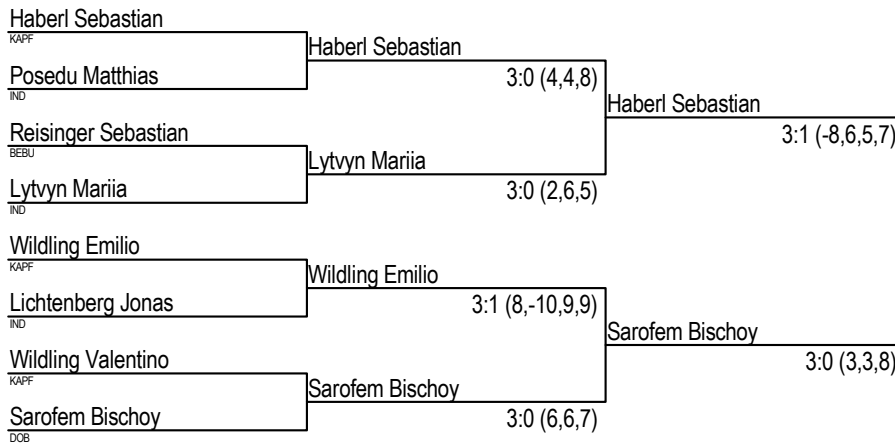 Haberl Sebastian
KAPF
Haberl Sebastian
Posedu Matthias
3:0 (4,4,8)
IND
Haberl Sebastian
Reisinger Sebastian
3:1 (-8,6,5,7)
BEBU
Lytvyn Mariia
Lytvyn Mariia
3:0 (2,6,5)
IND
Wildling Emilio
KAPF
Wildling Emilio
Lichtenberg Jonas
3:1 (8,-10,9,9)
IND
Sarofem Bischoy
Wildling Valentino
3:0 (3,3,8)
KAPF
Sarofem Bischoy
Sarofem Bischoy
3:0 (6,6,7)
DOB